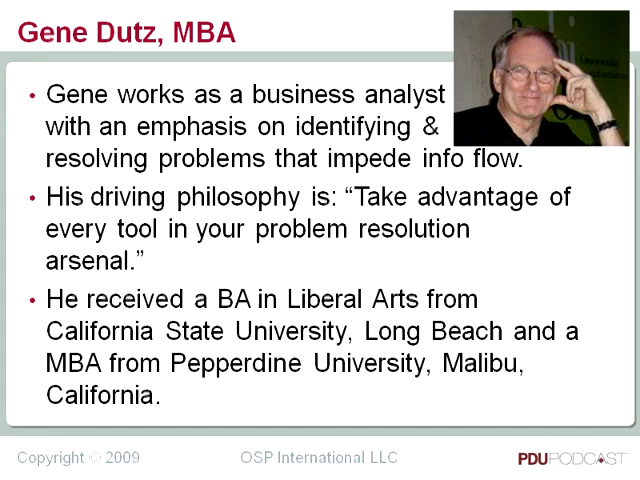 Gene Dutz, MBA
• Gene works as a business analyst
with an emphasis on identifying &
resolving problems that impede info flow.
• His driving philosophy is: “Take advantage of
every tool in your problem resolution
arsenal.”
• He received a BA in Liberal Arts from
California State University, Long Beach and a
MBA from Pepperdine University, Malibu,
California.
Copyright © 2009
OSP International LLC
PDUPODCAST